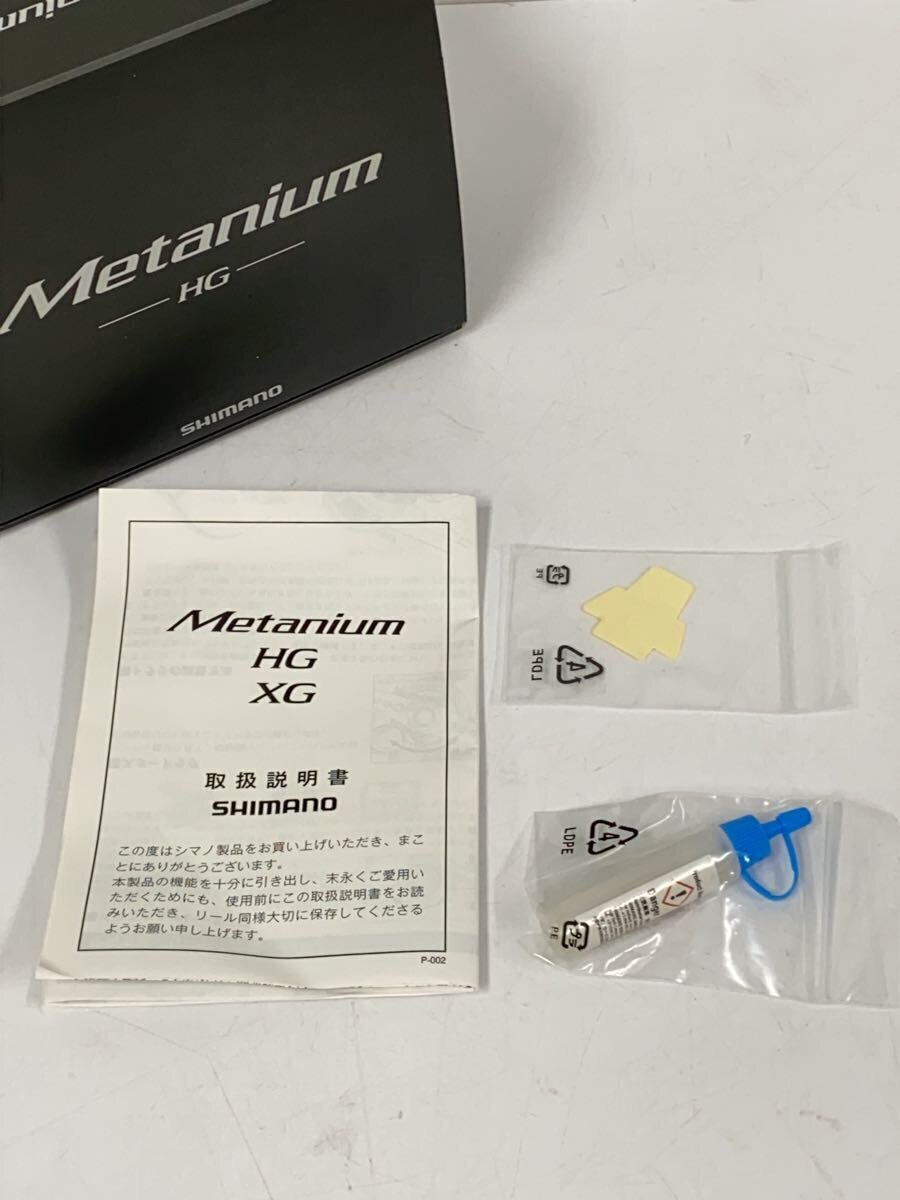 Metanium
HG
SHIMANO
Metanium
HG
XG
取扱説明書
SHIMANO
この度はシマノ製品をお買い上げいただき、まこ
とにありがとうございます。
本製品の機能を十分に引き出し、末永くご愛用い
ただくためにも、使用前にこの取扱説明書をお読
みいただき、リール同様大切に保存してくださる
ようお願い申し上げます。
P-002
PE
4
LDPE
4
LDPE
PE
Danger